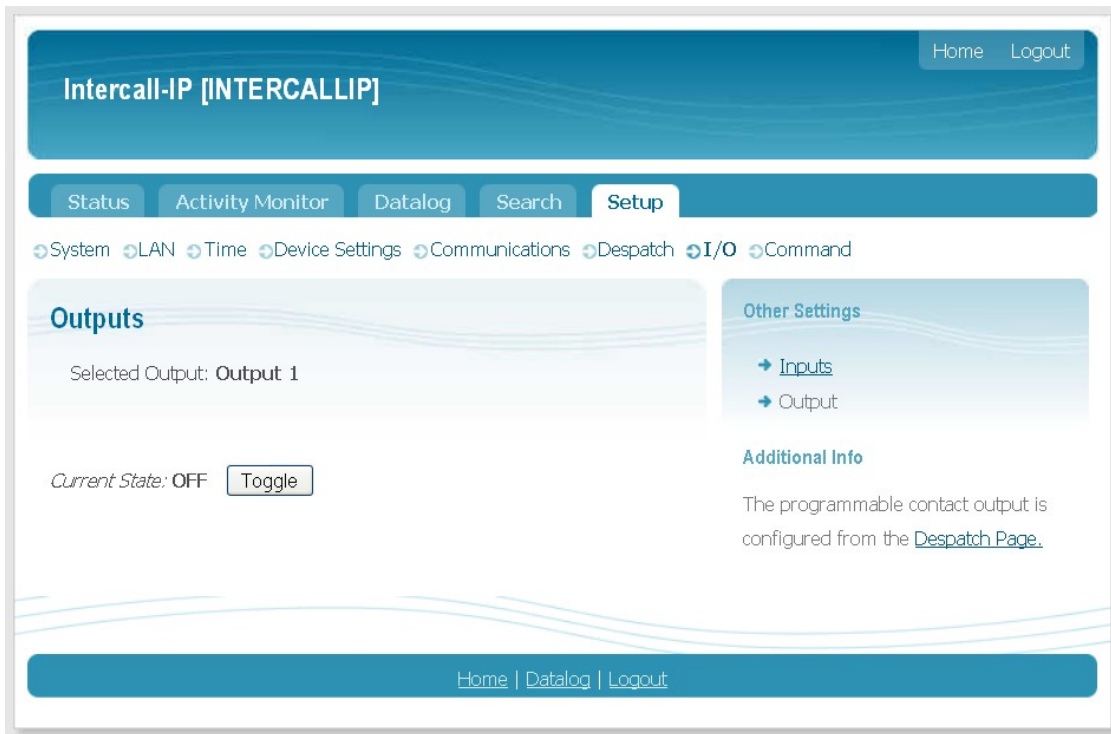 Home Logout
Intercall-IP [INTERCALLIP]
Status Activity Monitor Datalog Search Setup
System LAN Time Device Settings Communications Despatch I/O Command
Outputs
Selected Output: Output 1
Current State: OFF Toggle
Other Settings
Inputs
Output
Additional Info
The programmable contact output is
configured from the Despatch Page.
Home | Datalog | Logout